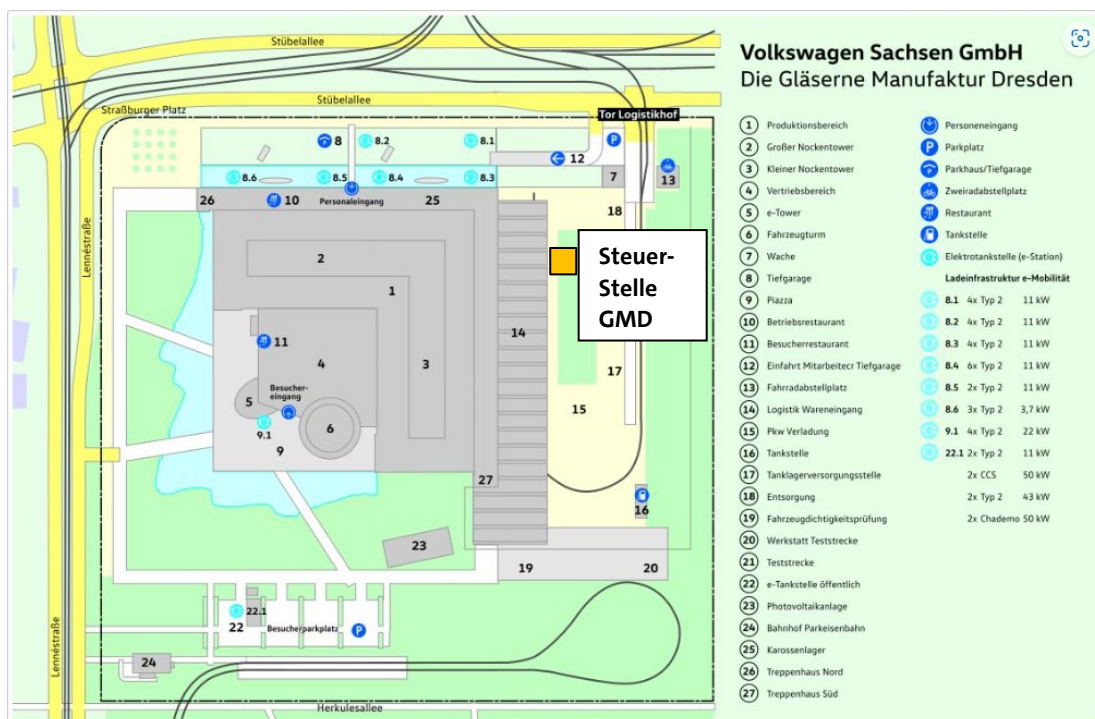 Stübelallee
Stübelallee
Straßburger Platz
Tor Logistikhof
8
8.2
8.1
12
8.6
8.5
8.4
8.3
7
13
26
10
Personaleingang
25
18
Lennéstraße
2
Steuer-
Stelle
GMD
1
14
11
4
3
17
Besucher-
eingang
5
15
9.1
6
9
27
16
23
19
20
22.1
22
Besucherparkplatz
24
Lennéstraße
Herkulesallee
Volkswagen Sachsen GmbH
Die Gläserne Manufaktur Dresden
1 Produktionsbereich
2 Großer Nockentower
3 Kleiner Nockentower
4 Vertriebsbereich
5 e-Tower
6 Fahrzeugturm
7 Wache
8 Tiefgarage
9 Piazza
10 Betriebsrestaurant
11 Besucherrestaurant
12 Einfahrt Mitarbeitecr Tiefgarage
13 Fahrradabstellplatz
14 Logistik Wareneingang
15 Pkw Verladung
16 Tankstelle
17 Tanklagerversorgungsstelle
18 Entsorgung
19 Fahrzeugdichtigkeitsprüfung
20 Werkstatt Teststrecke
21 Teststrecke
22 e-Tankstelle öffentlich
23 Photovoltaikanlage
24 Bahnhof Parkeisenbahn
25 Karossenlager
26 Treppenhaus Nord
27 Treppenhaus Süd
Personeneingang
P Parkplatz
P Parkhaus/Tiefgarage
Zweiradabstellplatz
Restaurant
Tankstelle
Elektrotankstelle (e-Station)
Ladeinfrastruktur e-Mobilität
8.1 4x Typ 2 11 kW
8.2 4x Typ 2 11 kW
8.3 4x Typ 2 11 kW
8.4 6x Typ 2 11 kW
8.5 2x Typ 2 11 kW
8.6 3x Typ 2 3,7 kW
9.1 4x Typ 2 22 kW
22.1 2x Typ 2 11 kW
2x CCS 50 kW
2x Typ 2 43 kW
2x Chademo 50 kW